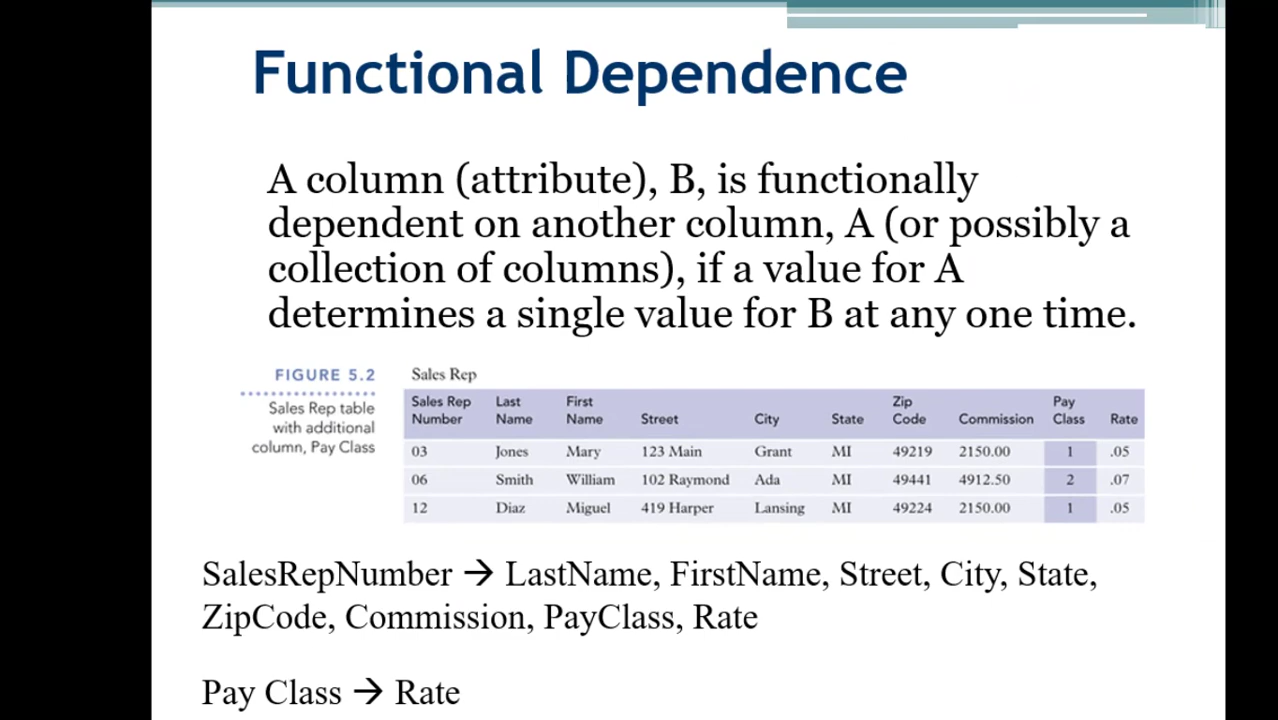 Functional Dependence
A column (attribute), B, is functionally
dependent on another column, A (or possibly a
collection of columns), if a value for A
determines a single value for B at any one time.
FIGURE 5.2
Sales Rep table
with additional
column, Pay Class
Sales Rep
Sales Rep Number Last Name First Name Street City State Zip Code Commission Pay Class Rate
03 Jones Mary 123 Main Grant MI 49219 2150.00 1 .05
06 Smith William 102 Raymond Ada MI 49441 4912.50 2 .07
12 Diaz Miguel 419 Harper Lansing MI 49224 2150.00 1 .05
SalesRepNumber → LastName, FirstName, Street, City, State,
ZipCode, Commission, PayClass, Rate
Pay Class → Rate